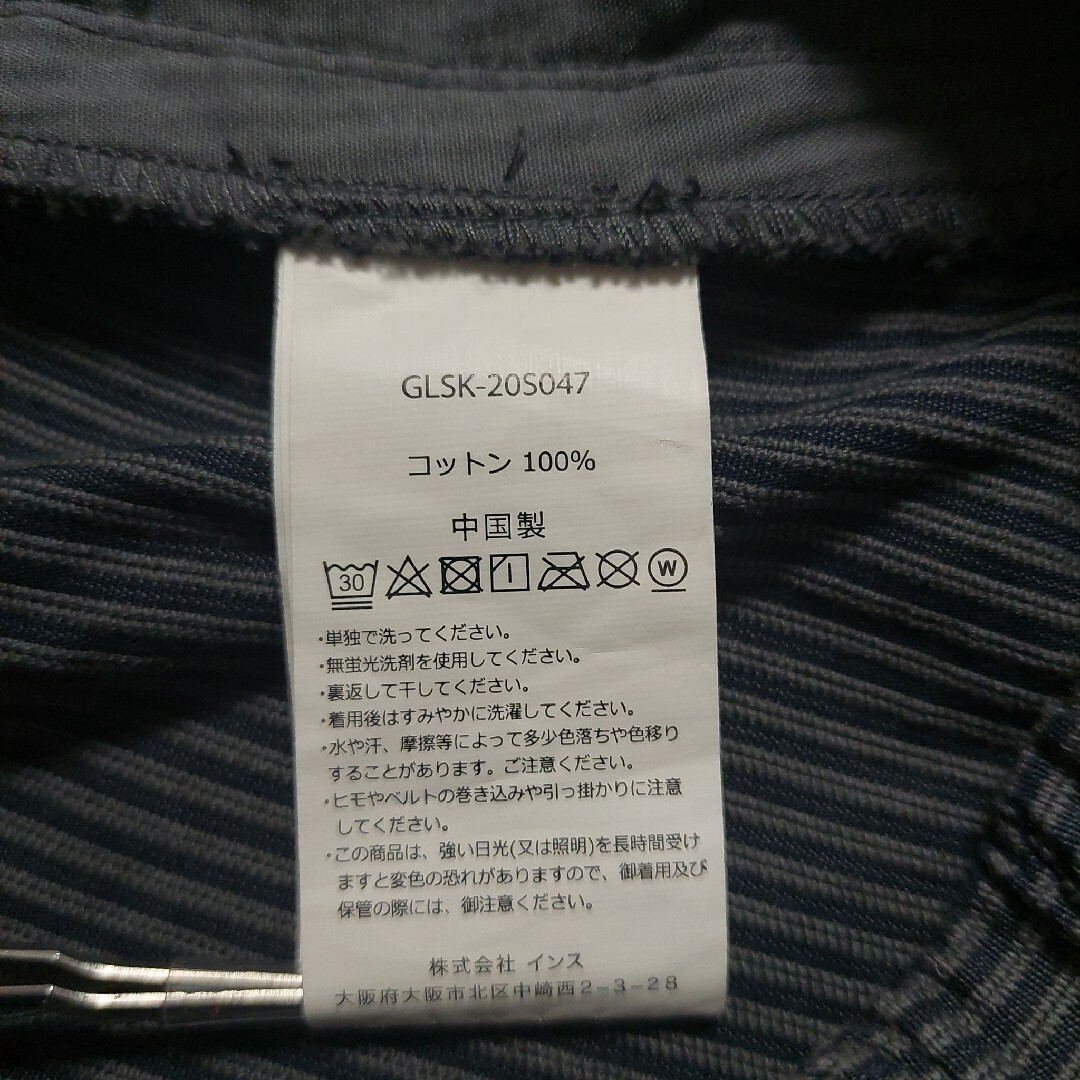 GLSK-20S047
コットン 100%
中国製
30 W
・単独で洗ってください。
・無蛍光洗剤を使用してください。
・裏返して干してください。
・着用後はすみやかに洗濯してください。
・水や汗、摩擦等によって多少色落ちや色移り
することがあります。ご注意ください。
・ヒモやベルトの巻き込みや引っ掛かりに注意
してください。
・この商品は、強い日光(又は照明)を長時間受け
ますと変色の恐れがありますので、御着用及び
保管の際には、御注意ください。
株式会社 インス
大阪府大阪市北区中崎西2-3-28